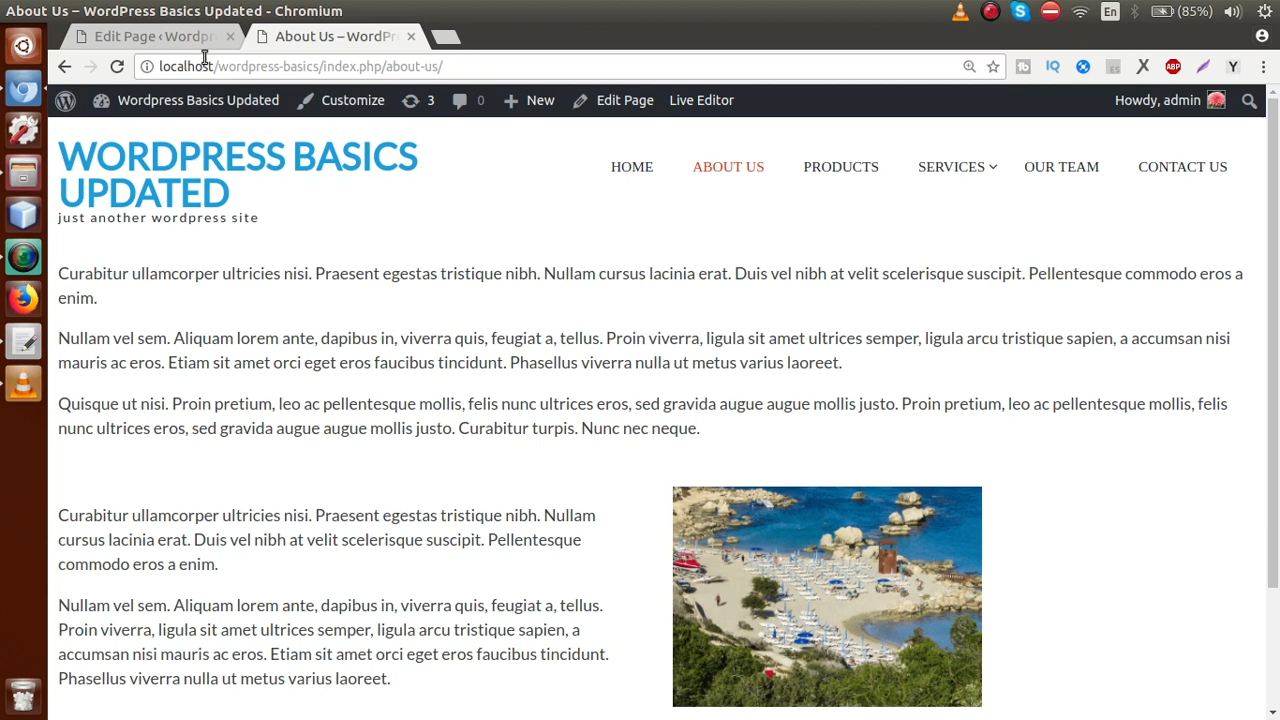 About Us – WordPress Basics Updated - Chromium
En
(85%)
Edit Page ‹ Wordpr
About Us – WordPr
localhost/wordpress-basics/index.php/about-us/
IQ
ES
X
ABP
Y
Wordpress Basics Updated
Customize
3
0
New
Edit Page
Live Editor
Howdy, admin
WORDPRESS BASICS
UPDATED
just another wordpress site
HOME
ABOUT US
PRODUCTS
SERVICES
OUR TEAM
CONTACT US
Curabitur ullamcorper ultricies nisi. Praesent egestas tristique nibh. Nullam cursus lacinia erat. Duis vel nibh at velit scelerisque suscipit. Pellentesque commodo eros a
enim.
Nullam vel sem. Aliquam lorem ante, dapibus in, viverra quis, feugiat a, tellus. Proin viverra, ligula sit amet ultrices semper, ligula arcu tristique sapien, a accumsan nisi
mauris ac eros. Etiam sit amet orci eget eros faucibus tincidunt. Phasellus viverra nulla ut metus varius laoreet.
Quisque ut nisi. Proin pretium, leo ac pellentesque mollis, felis nunc ultrices eros, sed gravida augue augue mollis justo. Proin pretium, leo ac pellentesque mollis, felis
nunc ultrices eros, sed gravida augue augue mollis justo. Curabitur turpis. Nunc nec neque.
Curabitur ullamcorper ultricies nisi. Praesent egestas tristique nibh. Nullam
cursus lacinia erat. Duis vel nibh at velit scelerisque suscipit. Pellentesque
commodo eros a enim.
Nullam vel sem. Aliquam lorem ante, dapibus in, viverra quis, feugiat a, tellus.
Proin viverra, ligula sit amet ultrices semper, ligula arcu tristique sapien, a
accumsan nisi mauris ac eros. Etiam sit amet orci eget eros faucibus tincidunt.
Phasellus viverra nulla ut metus varius laoreet.